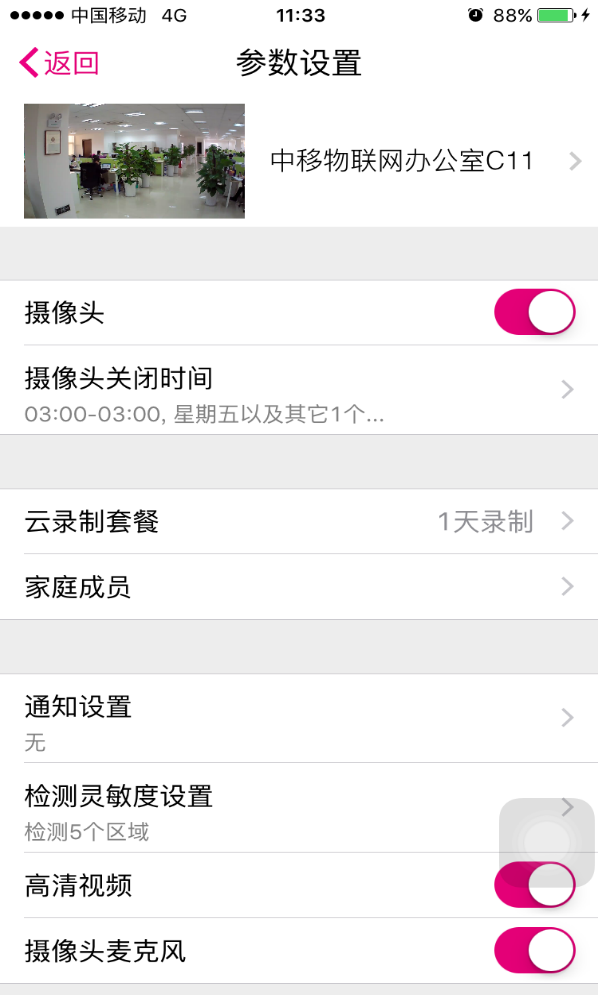 中国移动 4G 11:33 88%
返回 参数设置
中移物联网办公室C11
摄像头
摄像头关闭时间
03:00-03:00, 星期五以及其它1个...
云录制套餐 1天录制
家庭成员
通知设置
无
检测灵敏度设置
检测5个区域
高清视频
摄像头麦克风